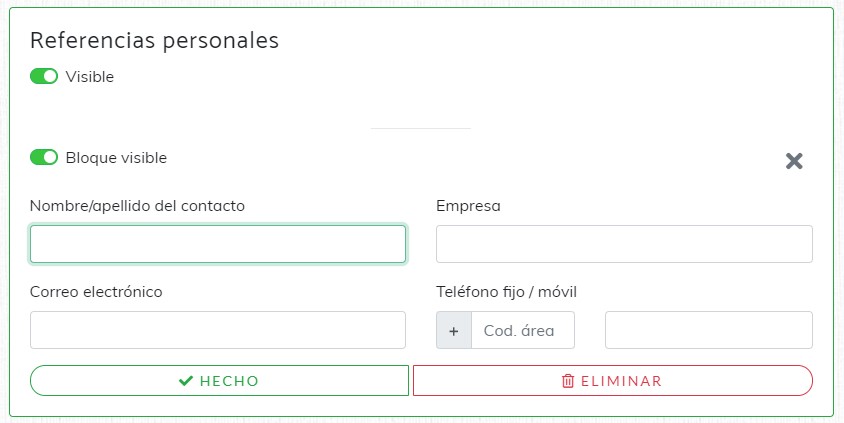 Referencias personales
Visible
Bloque visible
Nombre/apellido del contacto
Empresa
Correo electrónico
Teléfono fijo / móvil
+ Cod. área
HECHO
ELIMINAR